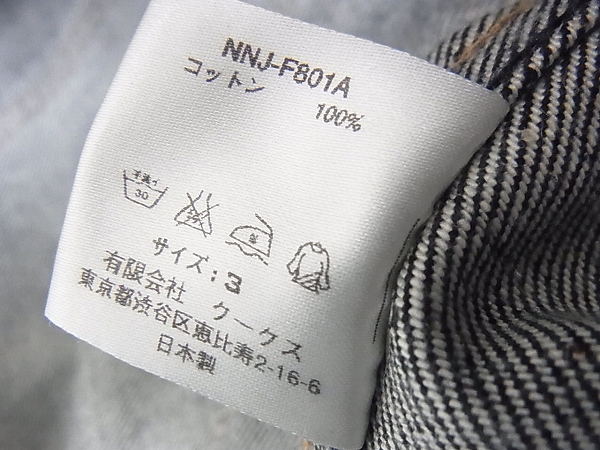 NNJ-F801A
コットン 100%
手洗イ
30
サイズ:3
有限会社 ケークス
東京都渋谷区恵比寿2-16-6
日本製